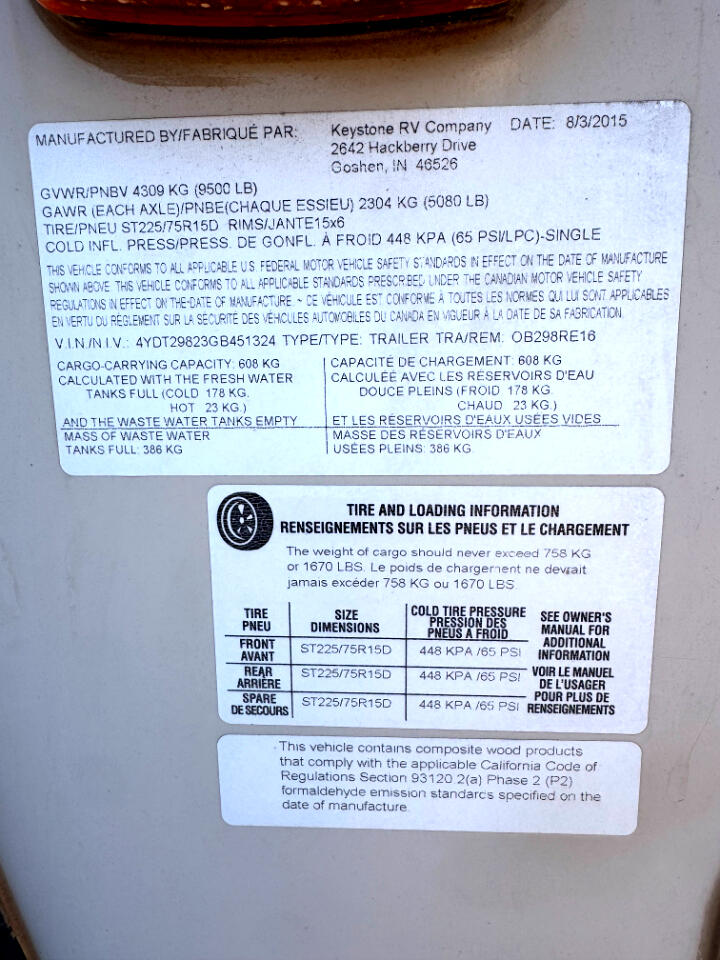 MANUFACTURED BY/FABRIQUÉ PAR: Keystone RV Company DATE: 8/3/2015
2642 Hackberry Drive
Goshen, IN 46526
GVWR/PNBV 4309 KG (9500 LB)
GAWR (EACH AXLE)/PNBE(CHAQUE ESSIEU) 2304 KG (5080 LB)
TIRE/PNEU ST225/75R15D RIMS/JANTE15x6
COLD INFL. PRESS/PRESS. DE GONFL. À FROID 448 KPA (65 PSI/LPC)-SINGLE
THIS VEHICLE CONFORMS TO ALL APPLICABLE U.S. FEDERAL MOTOR VEHICLE SAFETY STANDARDS IN EFFECT ON THE DATE OF MANUFACTURE
SHOWN ABOVE. THIS VEHICLE CONFORMS TO ALL APPLICABLE STANDARDS PRESCRIBED UNDER THE CANADIAN MOTOR VEHICLE SAFETY
REGULATIONS IN EFFECT ON THE DATE OF MANUFACTURE ~ CE VÉHICULE EST CONFORME À TOUTES LES NORMES QUI LUI SONT APPLICABLES
EN VERTU DU RÈGLEMENT SUR LA SÉCURITÉ DES VÉHICULES AUTOMOBILES DU CANADA EN VIGUEUR À LA DATE DE SA FABRICATION.
V.I.N./N.I.V.: 4YDT29823GB451324 TYPE/TYPE: TRAILER TRA/REM. OB298RE16
CARGO-CARRYING CAPACITY: 608 KG
CALCULATED WITH THE FRESH WATER
TANKS FULL (COLD 178 KG.
HOT 23 KG.)
AND THE WASTE WATER TANKS EMPTY
MASS OF WASTE WATER
TANKS FULL: 386 KG
CAPACITÉ DE CHARGEMENT: 608 KG
CALCULÉE AVEC LES RÉSERVOIRS D'EAU
DOUCE PLEINS (FROID 178 KG.
CHAUD 23 KG.)
ET LES RÉSERVOIRS D'EAUX USÉES VIDES
MASSE DES RÉSERVOIRS D'EAUX
USÉES PLEINS: 386 KG.
TIRE AND LOADING INFORMATION
RENSEIGNEMENTS SUR LES PNEUS ET LE CHARGEMENT
The weight of cargo should never exceed 758 KG
or 1670 LBS. Le poids de chargement ne devrait
jamais excéder 758 KG ou 1670 LBS.
TIRE
PNEU
SIZE
DIMENSIONS
COLD TIRE PRESSURE
PRESSION DES
PNEUS A FROID
FRONT
AVANT
ST225/75R15D
448 KPA /65 PSI
REAR
ARRIÈRE
ST225/75R15D
448 KPA /65 PSI
SPARE
DE SECOURS
ST225/75R15D
448 KPA /65 PSI
SEE OWNER'S
MANUAL FOR
ADDITIONAL
INFORMATION
VOIR LE MANUEL
DE L'USAGER
POUR PLUS DE
RENSEIGNEMENTS
This vehicle contains composite wood products
that comply with the applicable California Code of
Regulations Section 93120.2(a) Phase 2 (P2)
formaldehyde emission standards specified on the
date of manufacture.